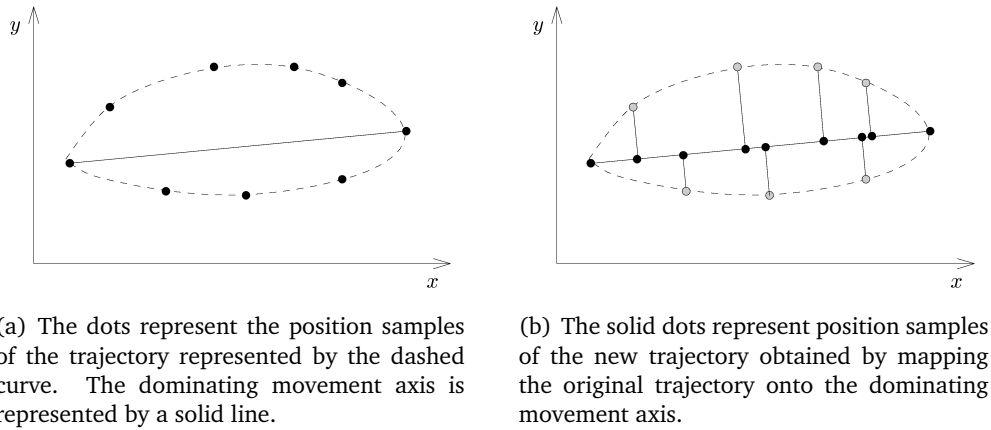 y
x
y
x
(a) The dots represent the position samples
of the trajectory represented by the dashed
curve. The dominating movement axis is
represented by a solid line.
(b) The solid dots represent position samples
of the new trajectory obtained by mapping
the original trajectory onto the dominating
movement axis.